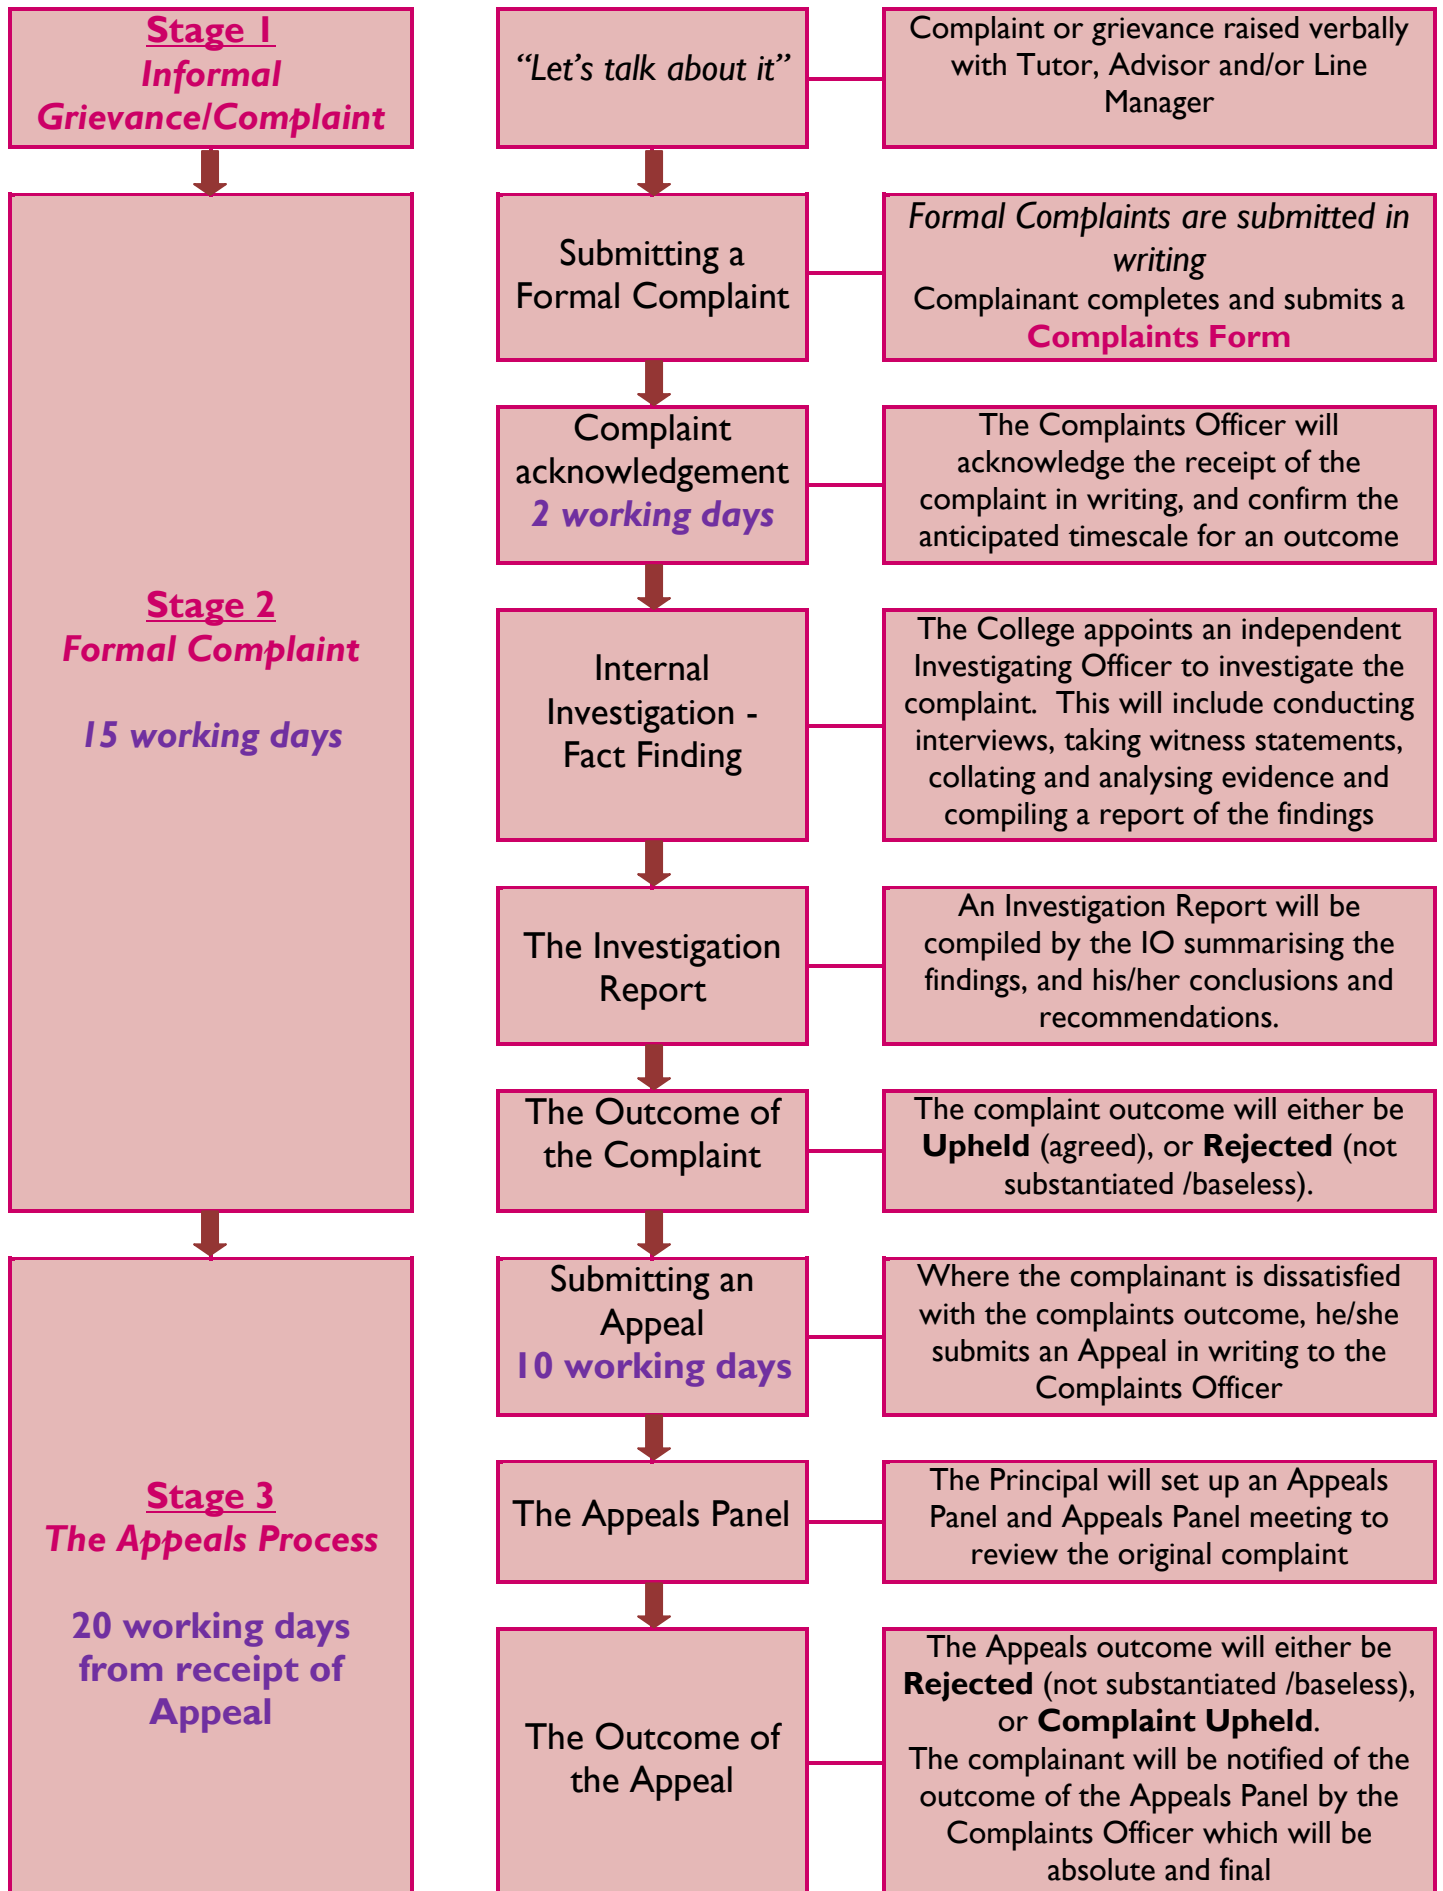 Stage 1
Informal
Grievance/Complaint
“Let’s talk about it”
Complaint or grievance raised verbally
with Tutor, Advisor and/or Line
Manager
Stage 2
Formal Complaint
15 working days
Submitting a
Formal Complaint
Formal Complaints are submitted in
writing
Complainant completes and submits a
Complaints Form
Complaint
acknowledgement
2 working days
The Complaints Officer will
acknowledge the receipt of the
complaint in writing, and confirm the
anticipated timescale for an outcome
Internal
Investigation -
Fact Finding
The College appoints an independent
Investigating Officer to investigate the
complaint.  This will include conducting
interviews, taking witness statements,
collating and analysing evidence and
compiling a report of the findings
The Investigation
Report
An Investigation Report will be
compiled by the IO summarising the
findings, and his/her conclusions and
recommendations.
The Outcome of
the Complaint
The complaint outcome will either be
Upheld (agreed), or Rejected (not
substantiated /baseless).
Stage 3
The Appeals Process
20 working days
from receipt of
Appeal
Submitting an
Appeal
10 working days
Where the complainant is dissatisfied
with the complaints outcome, he/she
submits an Appeal in writing to the
Complaints Officer
The Appeals Panel
The Principal will set up an Appeals
Panel and Appeals Panel meeting to
review the original complaint
The Outcome of
the Appeal
The Appeals outcome will either be
Rejected (not substantiated /baseless),
or Complaint Upheld.
The complainant will be notified of the
outcome of the Appeals Panel by the
Complaints Officer which will be
absolute and final